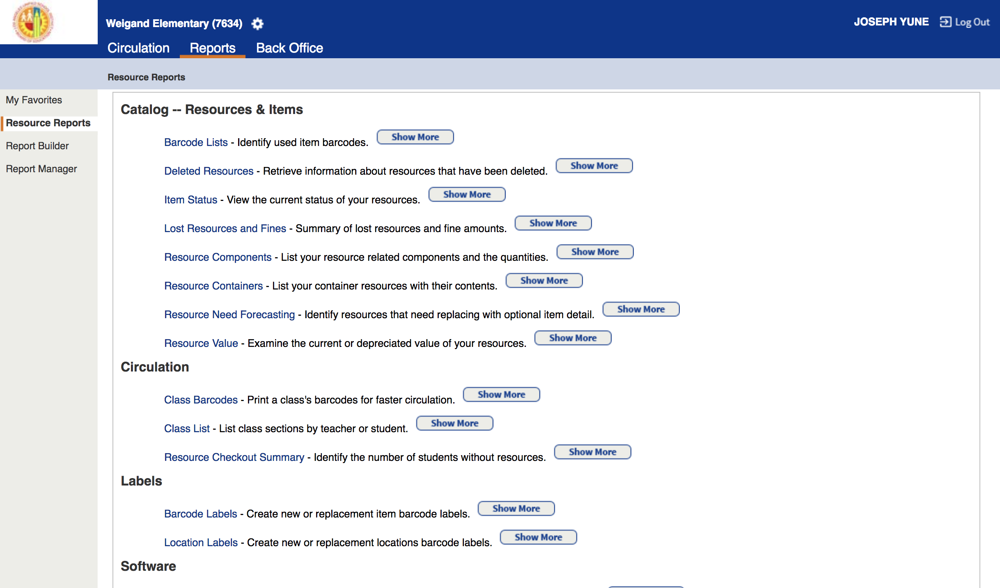 Weigand Elementary (7634)
JOSEPH YUNE
Log Out
Circulation
Reports
Back Office
Resource Reports
My Favorites
Resource Reports
Report Builder
Report Manager
Catalog -- Resources & Items
Barcode Lists - Identify used item barcodes. Show More
Deleted Resources - Retrieve information about resources that have been deleted. Show More
Item Status - View the current status of your resources. Show More
Lost Resources and Fines - Summary of lost resources and fine amounts. Show More
Resource Components - List your resource related components and the quantities. Show More
Resource Containers - List your container resources with their contents. Show More
Resource Need Forecasting - Identify resources that need replacing with optional item detail. Show More
Resource Value - Examine the current or depreciated value of your resources. Show More
Circulation
Class Barcodes - Print a class's barcodes for faster circulation. Show More
Class List - List class sections by teacher or student. Show More
Resource Checkout Summary - Identify the number of students without resources. Show More
Labels
Barcode Labels - Create new or replacement item barcode labels. Show More
Location Labels - Create new or replacement locations barcode labels. Show More
Software